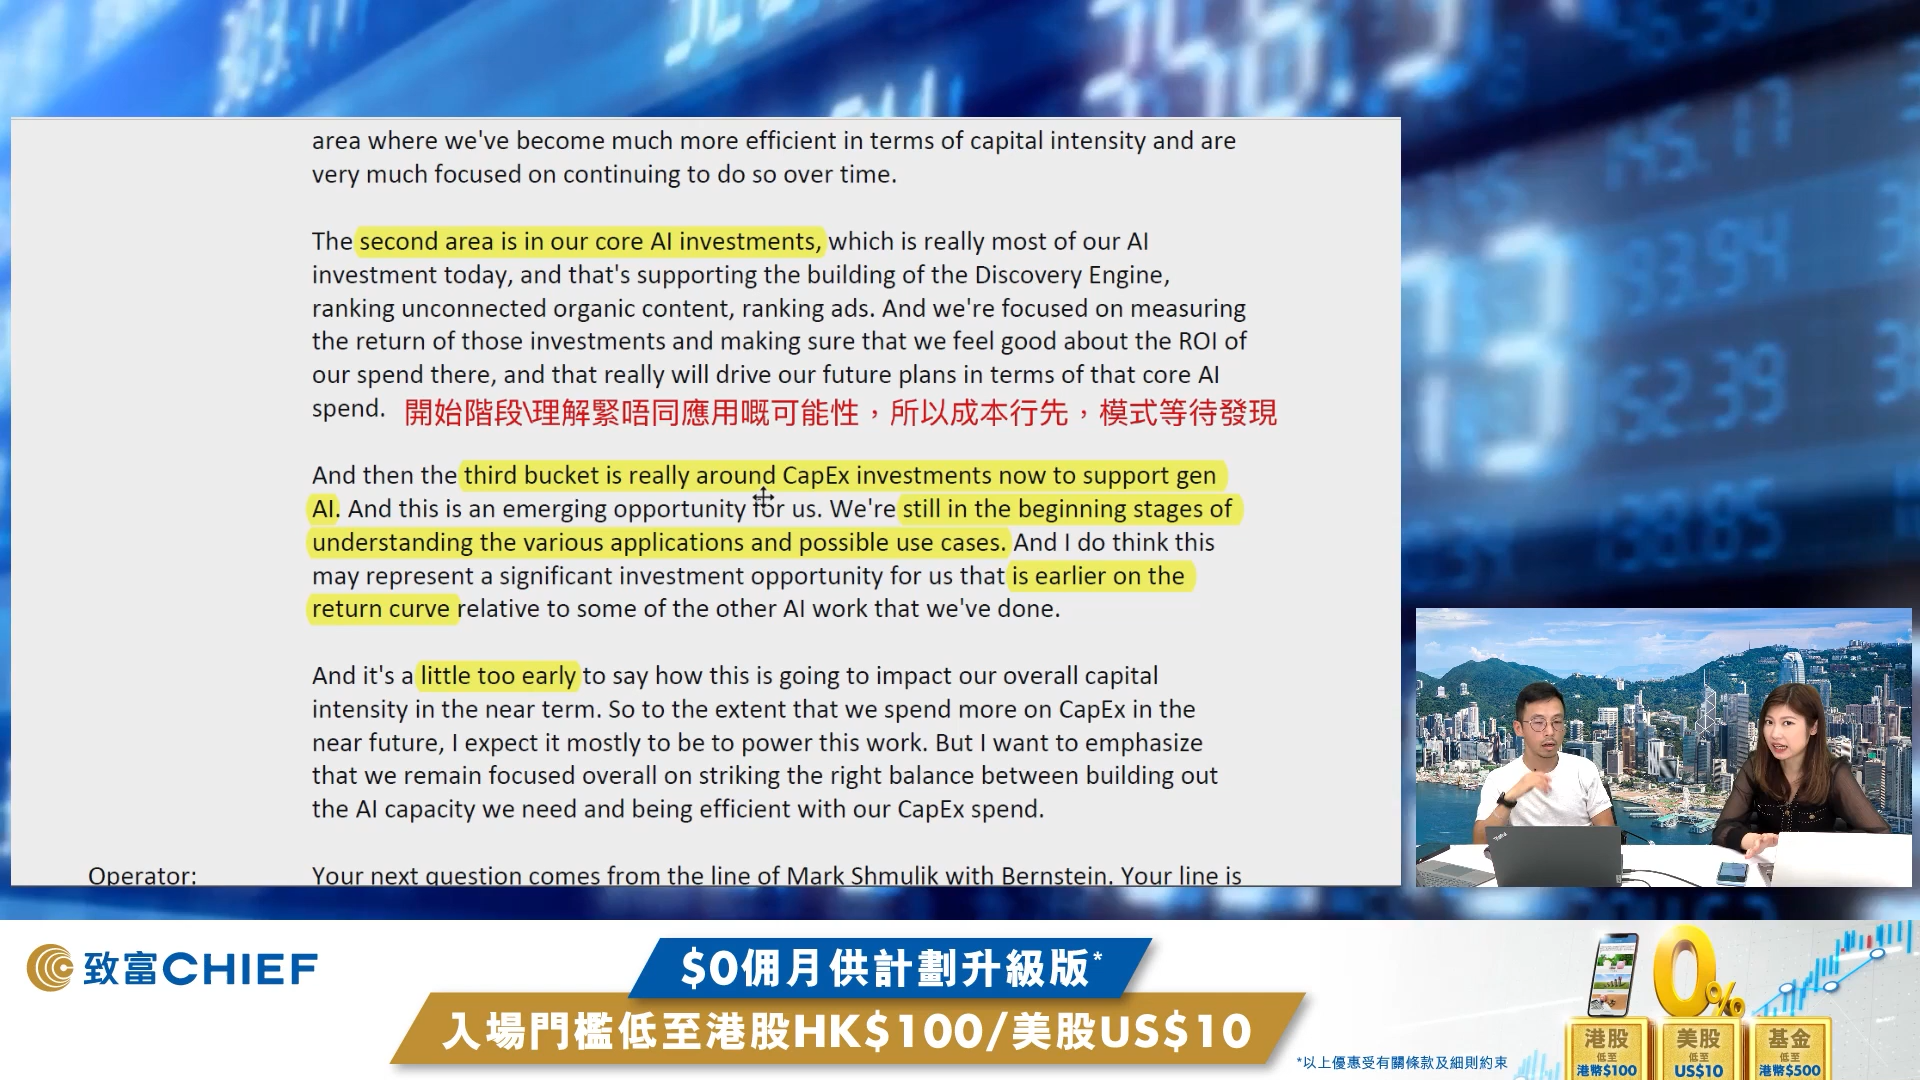 area where we've become much more efficient in terms of capital intensity and are
very much focused on continuing to do so over time.
The second area is in our core AI investments, which is really most of our AI
investment today, and that's supporting the building of the Discovery Engine,
ranking unconnected organic content, ranking ads. And we're focused on measuring
the return of those investments and making sure that we feel good about the ROI of
our spend there, and that really will drive our future plans in terms of that core AI
spend. 開始階段\理解緊唔同應用嘅可能性，所以成本行先，模式等待發現
And then the third bucket is really around CapEx investments now to support gen
AI. And this is an emerging opportunity for us. We're still in the beginning stages of
understanding the various applications and possible use cases. And I do think this
may represent a significant investment opportunity for us that is earlier on the
return curve relative to some of the other AI work that we've done.
And it's a little too early to say how this is going to impact our overall capital
intensity in the near term. So to the extent that we spend more on CapEx in the
near future, I expect it mostly to be to power this work. But I want to emphasize
that we remain focused overall on striking the right balance between building out
the AI capacity we need and being efficient with our CapEx spend.
Operator: Your next question comes from the line of Mark Shmulik with Bernstein. Your line is
145.17
93.94
13
152.39
138.85
致富CHIEF
$0佣月供計劃升級版*
入場門檻低至港股HK$100/美股US$10
*以上優惠受有關條款及細則約束
0%
港股
低至
港幣$100
美股
低至
US$10
基金
低至
港幣$500